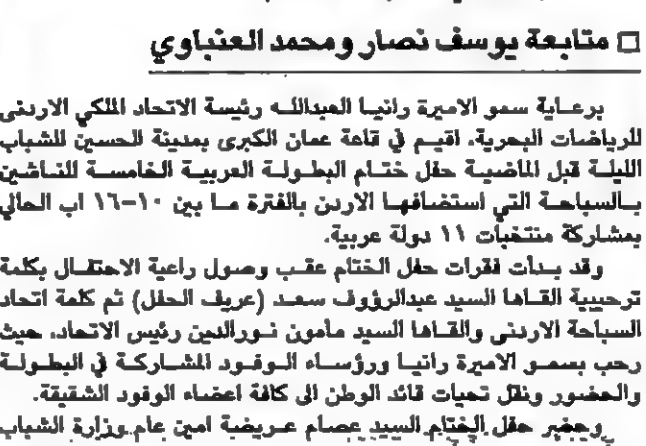 □ متابعة يوسف نصار ومحمد العنباوي
برعاية سمو الاميرة رانيا العبدالله رئيسة الاتحاد الملكي الاردني
للرياضات البحرية، اقيم في قاعة عمان الكبرى بمدينة الحسين للشباب
الليلة قبل الماضية حفل ختام البطولة العربية الخامسة للناشين
بالسباحة التي استضافها الاردن بالفترة ما بين ١٠-١٦ اب الحالي
بمشاركة منتخبات ١١ دولة عربية.
وقد بدات فقرات حفل الختام عقب وصول راعية الاحتفال بكلمة
ترحيبية القاها السيد عبدالرؤوف سعد (عريف الحفل) ثم كلمة اتحاد
السباحة الاردني والقاها السيد مأمون نورالدين رئيس الاتحاد، حيث
رحب بسمو الاميرة رانيا ورؤساء الوفود المشاركة في البطولة
والحضور ونقل تحيات قائد الوطن الى كافة اعضاء الوفود الشقيقة.
وحضر حفل الختام السيد عصام عريضة امين عام وزارة الشباب